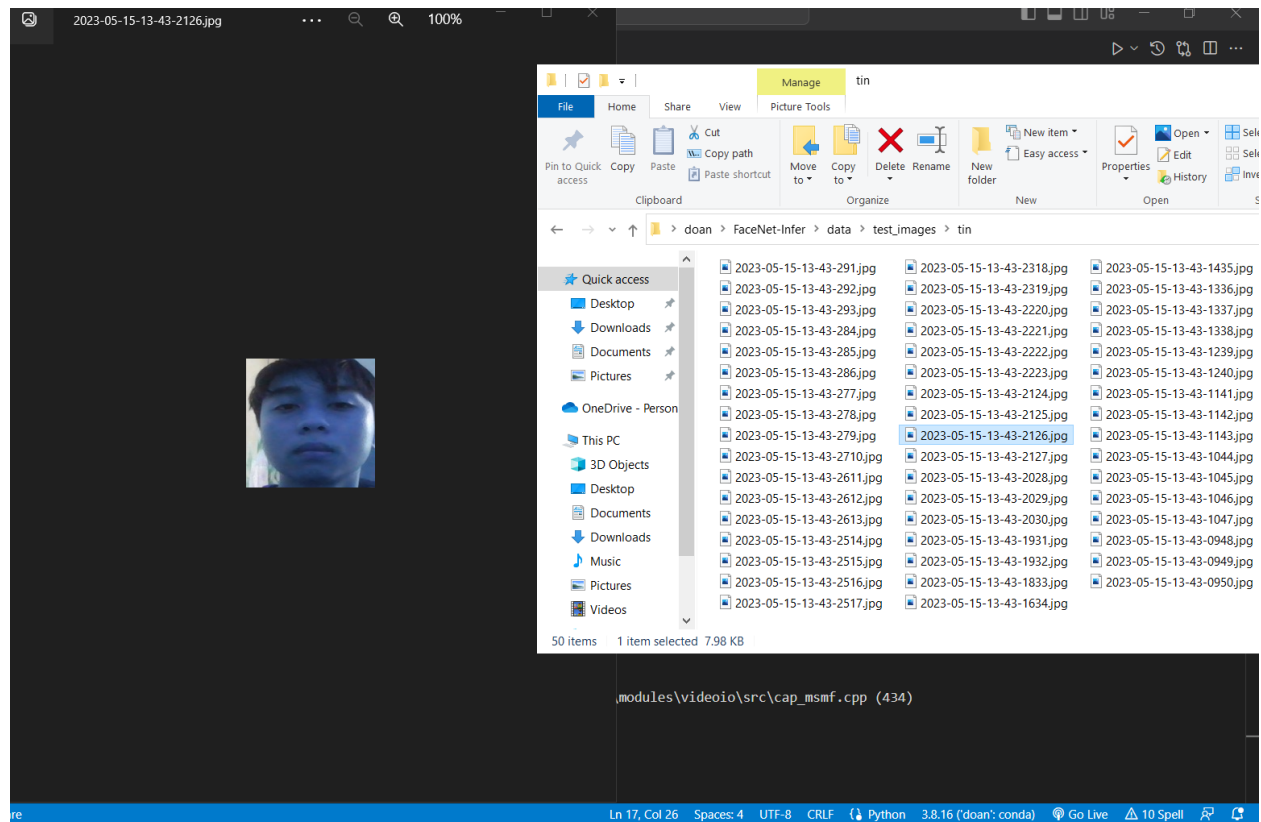 2023-05-15-13-43-2126.jpg ... 100%
Manage tin
File Home Share View Picture Tools
Pin to Quick access
Copy
Paste
Cut
Copy path
Paste shortcut
Clipboard
Move to
Copy to
Delete
Rename
Organize
New folder
New item
Easy access
New
Properties
Open
Edit
History
Open
Sele
Sele
Inve
S
doan > FaceNet-Infer > data > test_images > tin
Quick access
Desktop
Downloads
Documents
Pictures
OneDrive - Person
This PC
3D Objects
Desktop
Documents
Downloads
Music
Pictures
Videos
2023-05-15-13-43-291.jpg
2023-05-15-13-43-292.jpg
2023-05-15-13-43-293.jpg
2023-05-15-13-43-284.jpg
2023-05-15-13-43-285.jpg
2023-05-15-13-43-286.jpg
2023-05-15-13-43-277.jpg
2023-05-15-13-43-278.jpg
2023-05-15-13-43-279.jpg
2023-05-15-13-43-2710.jpg
2023-05-15-13-43-2611.jpg
2023-05-15-13-43-2612.jpg
2023-05-15-13-43-2613.jpg
2023-05-15-13-43-2514.jpg
2023-05-15-13-43-2515.jpg
2023-05-15-13-43-2516.jpg
2023-05-15-13-43-2517.jpg
2023-05-15-13-43-2318.jpg
2023-05-15-13-43-2319.jpg
2023-05-15-13-43-2220.jpg
2023-05-15-13-43-2221.jpg
2023-05-15-13-43-2222.jpg
2023-05-15-13-43-2223.jpg
2023-05-15-13-43-2124.jpg
2023-05-15-13-43-2125.jpg
2023-05-15-13-43-2126.jpg
2023-05-15-13-43-2127.jpg
2023-05-15-13-43-2028.jpg
2023-05-15-13-43-2029.jpg
2023-05-15-13-43-2030.jpg
2023-05-15-13-43-1931.jpg
2023-05-15-13-43-1932.jpg
2023-05-15-13-43-1833.jpg
2023-05-15-13-43-1634.jpg
2023-05-15-13-43-1435.jpg
2023-05-15-13-43-1336.jpg
2023-05-15-13-43-1337.jpg
2023-05-15-13-43-1338.jpg
2023-05-15-13-43-1239.jpg
2023-05-15-13-43-1240.jpg
2023-05-15-13-43-1141.jpg
2023-05-15-13-43-1142.jpg
2023-05-15-13-43-1143.jpg
2023-05-15-13-43-1044.jpg
2023-05-15-13-43-1045.jpg
2023-05-15-13-43-1046.jpg
2023-05-15-13-43-1047.jpg
2023-05-15-13-43-0948.jpg
2023-05-15-13-43-0949.jpg
2023-05-15-13-43-0950.jpg
50 items 1 item selected 7.98 KB
\modules\videoio\src\cap_msmf.cpp (434)
re Ln 17, Col 26 Spaces: 4 UTF-8 CRLF Python 3.8.16 ('doan': conda) Go Live 10 Spell